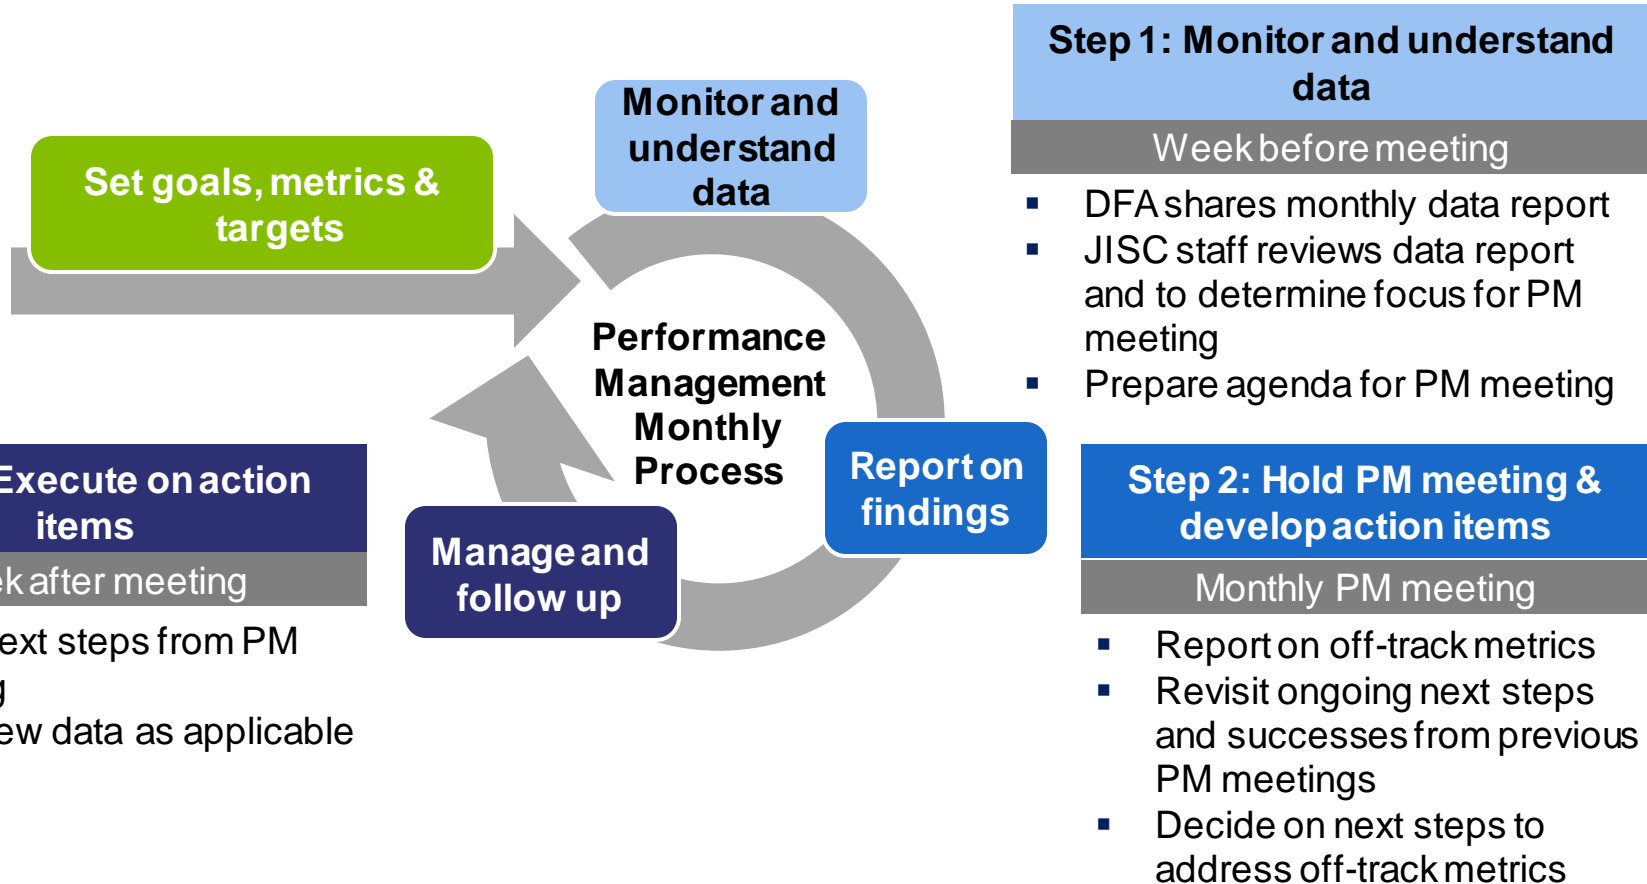 Set goals, metrics &
targets
Monitor and
understand
data
Performance
Management
Monthly
Process
Report on
findings
Manage and
follow up
Step 1: Monitor and understand
data
Week before meeting
▪ DFA shares monthly data report
▪ JISC staff reviews data report
and to determine focus for PM
meeting
▪ Prepare agenda for PM meeting
Step 2: Hold PM meeting &
develop action items
Monthly PM meeting
▪ Report on off-track metrics
▪ Revisit ongoing next steps
and successes from previous
PM meetings
▪ Decide on next steps to
address off-track metrics
Execute on action
items
after meeting
steps from PM
data as applicable